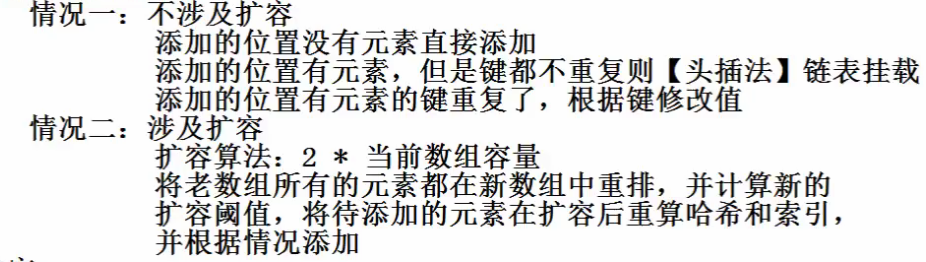 情况一：不涉及扩容
添加的位置没有元素直接添加
添加的位置有元素，但是键都不重复则【头插法】链表挂载
添加的位置有元素的键重复了，根据键修改值
情况二：涉及扩容
扩容算法：2 * 当前数组容量
将老数组所有的元素都在新数组中重排，并计算新的
扩容阈值，将待添加的元素在扩容后重算哈希和索引，
并根据情况添加